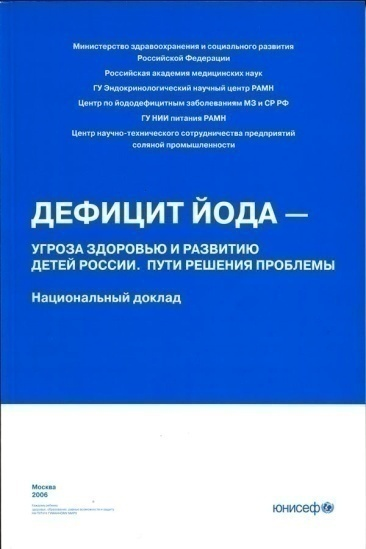 Министерство здравоохранения и социального развития
Российской Федерации
Российская академия медицинских наук
ГУ Эндокринологический научный центр РАМН
Центр по йододефицитным заболеваниям МЗ и СР РФ
ГУ НИИ питания РАМН
Центр научно-технического сотрудничества предприятий
соляной промышленности
ДЕФИЦИТ ЙОДА —
УГРОЗА ЗДОРОВЬЮ И РАЗВИТИЮ
ДЕТЕЙ РОССИИ. ПУТИ РЕШЕНИЯ ПРОБЛЕМЫ
Национальный доклад
Москва
2006
юнисеф